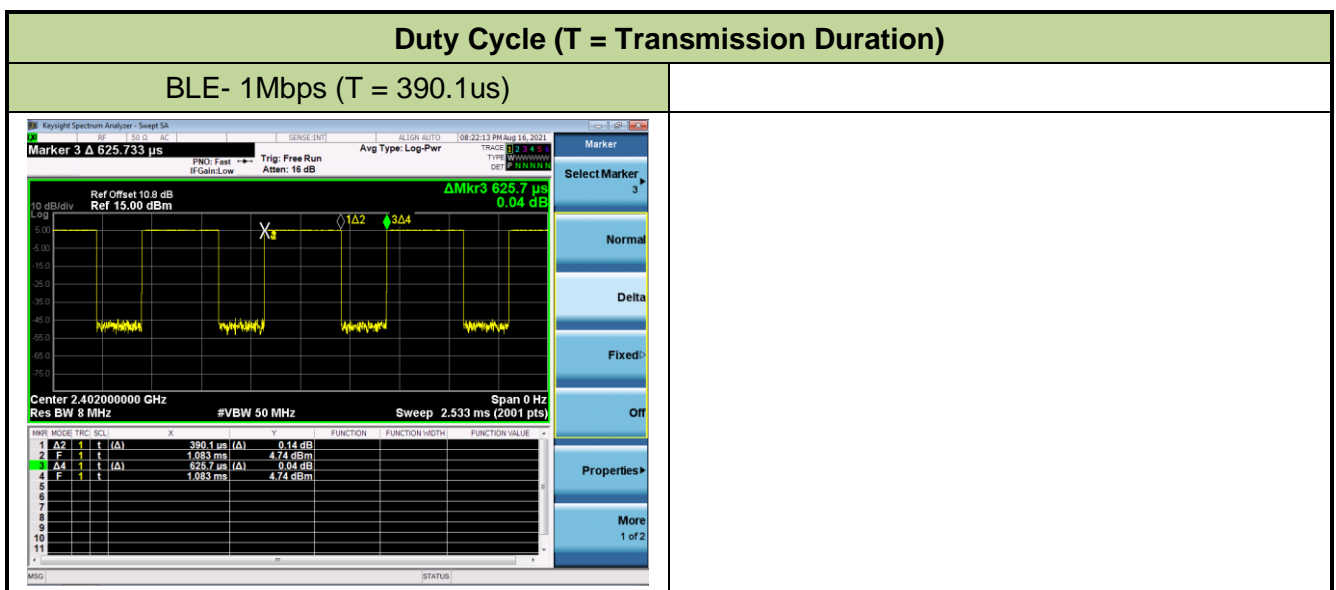 Duty Cycle (T = Transmission Duration)
BLE- 1Mbps (T = 390.1us)
Keysight Spectrum Analyzer - Swept SA
RF 50 Ω AC SENSE:INT ALIGN AUTO 08:22:13 PM Aug 16, 2021
Marker 3 Δ 625.733 µs
PNO: Fast Trig: Free Run
IFGain:Low Atten: 16 dB
Avg Type: Log-Pwr
TRACE 1 2 3 4 5 6
TYPE WWWWWWW
DET P N N N N N
Marker
Select Marker
3
Normal
Delta
Fixed
Off
Properties
More
1 of 2
ΔMkr3 625.7 µs
0.04 dB
Ref Offset 10.8 dB
10 dB/div Ref 15.00 dBm
Log
5.00
-5.00
-15.0
-25.0
-35.0
-45.0
-55.0
-65.0
-75.0
X
1Δ2
3Δ4
Center 2.402000000 GHz Span 0 Hz
Res BW 8 MHz #VBW 50 MHz Sweep 2.533 ms (2001 pts)
MKR MODE TRC SCL X Y FUNCTION FUNCTION WIDTH FUNCTION VALUE
1 Δ2 1 t (Δ) 390.1 µs (Δ) 0.14 dB
2 F 1 t 1.083 ms 4.74 dBm
3 Δ4 1 t (Δ) 625.7 µs (Δ) 0.04 dB
4 F 1 t 1.083 ms 4.74 dBm
5
6
7
8
9
10
11
MSG STATUS